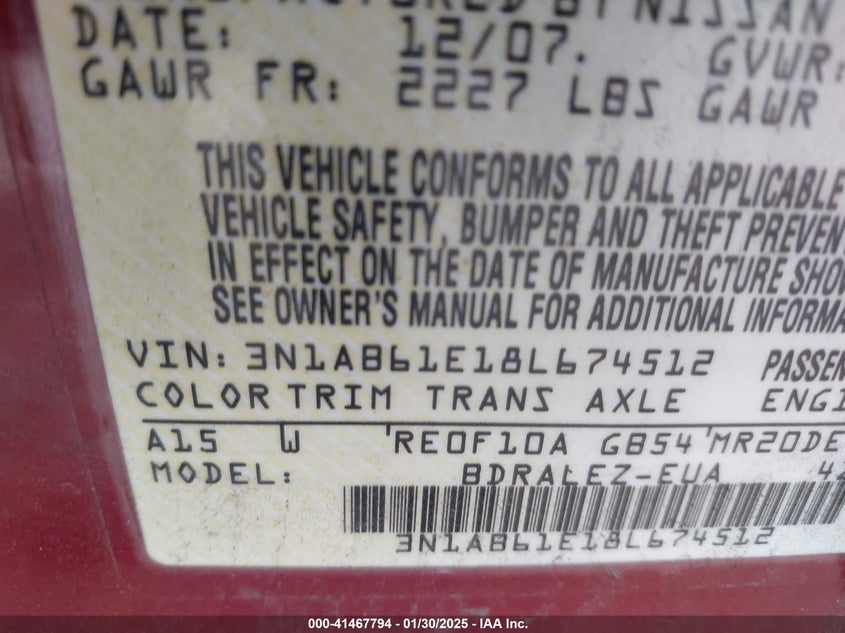 BY NISSAN
DATE: 12/07. GVWR:
GAWR FR: 2227 LBS GAWR
THIS VEHICLE CONFORMS TO ALL APPLICABLE
VEHICLE SAFETY, BUMPER AND THEFT PREVEN
IN EFFECT ON THE DATE OF MANUFACTURE SHO
SEE OWNER'S MANUAL FOR ADDITIONAL INFORMA
VIN: 3N1AB61E18L674512 PASSEN
COLOR TRIM TRANS AXLE ENGI
A15 W 'RE0F10A GB54 'MR20DE
MODEL: BDRALEZ-EUA 42
3N1AB61E18L674512
000-41467794 - 01/30/2025 - IAA Inc.